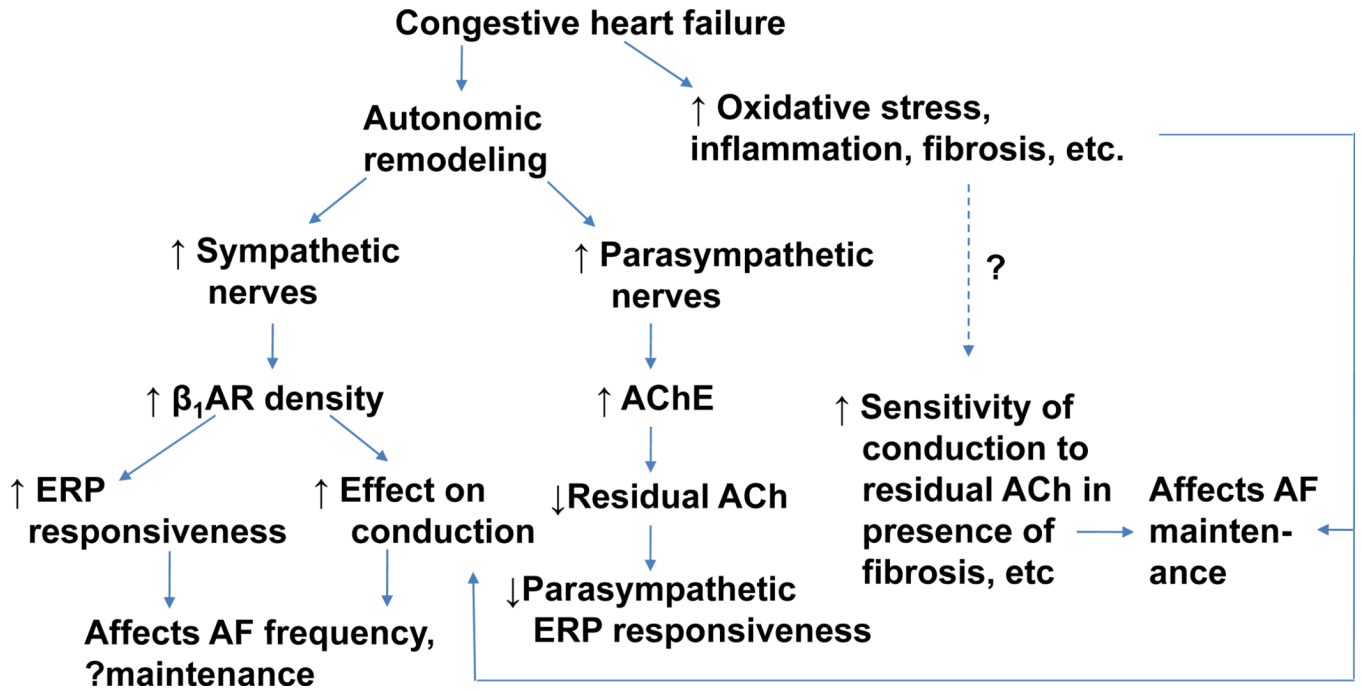 Congestive heart failure
Autonomic
remodeling
↑ Oxidative stress,
inflammation, fibrosis, etc.
↑ Sympathetic
nerves
↑ Parasympathetic
nerves
?
↑ β₁AR density
↑ AChE
↑ Sensitivity of
conduction to
residual ACh in
presence of
fibrosis, etc
↑ ERP
responsiveness
↑ Effect on
conduction
↓Residual ACh
Affects AF
mainten-
ance
↓Parasympathetic
ERP responsiveness
Affects AF frequency,
?maintenance